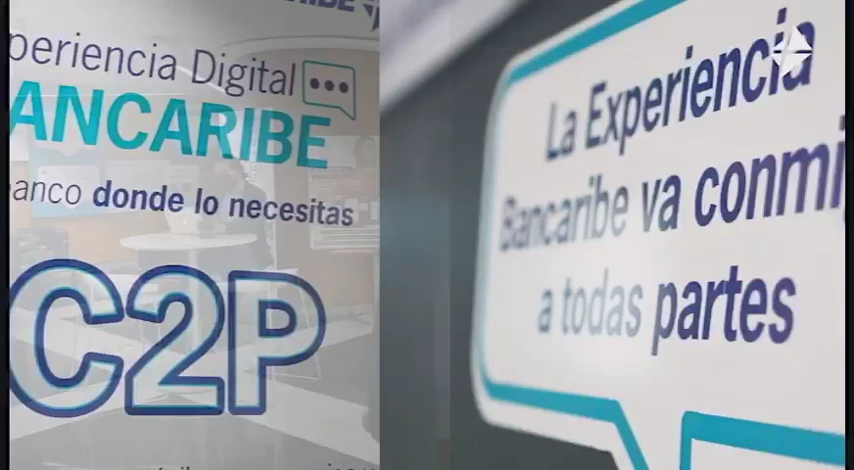 periencia Digital
ANCARIBE
anco donde lo necesitas
C2P
La Experiencia
Bancaribe va conmi
a todas partes